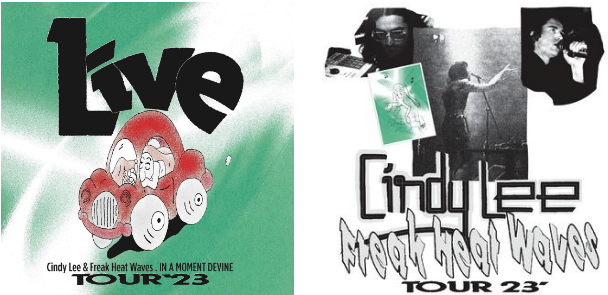 Live
Cindy Lee & Freak Heat Waves . IN A MOMENT DEVINE
TOUR "23
Cindy Lee
Freak Heat Waves
TOUR 23"